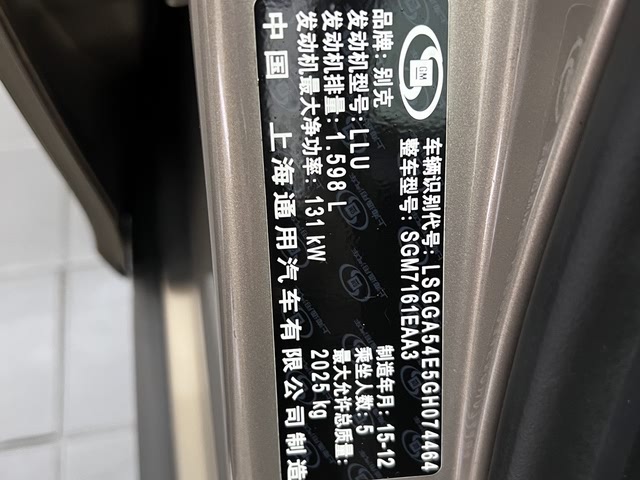 GM
车辆识别代号: LSGGA54E5GH074464
整车型号: SGM7161EAA3
品牌: 别克
发动机型号: LLU
发动机排量: 1.598 L
发动机最大净功率: 131 kW
制造年月: 15-12
乘坐人数: 5
最大允许总质量:
2025 kg
中国 上海通用汽车有限公司制造